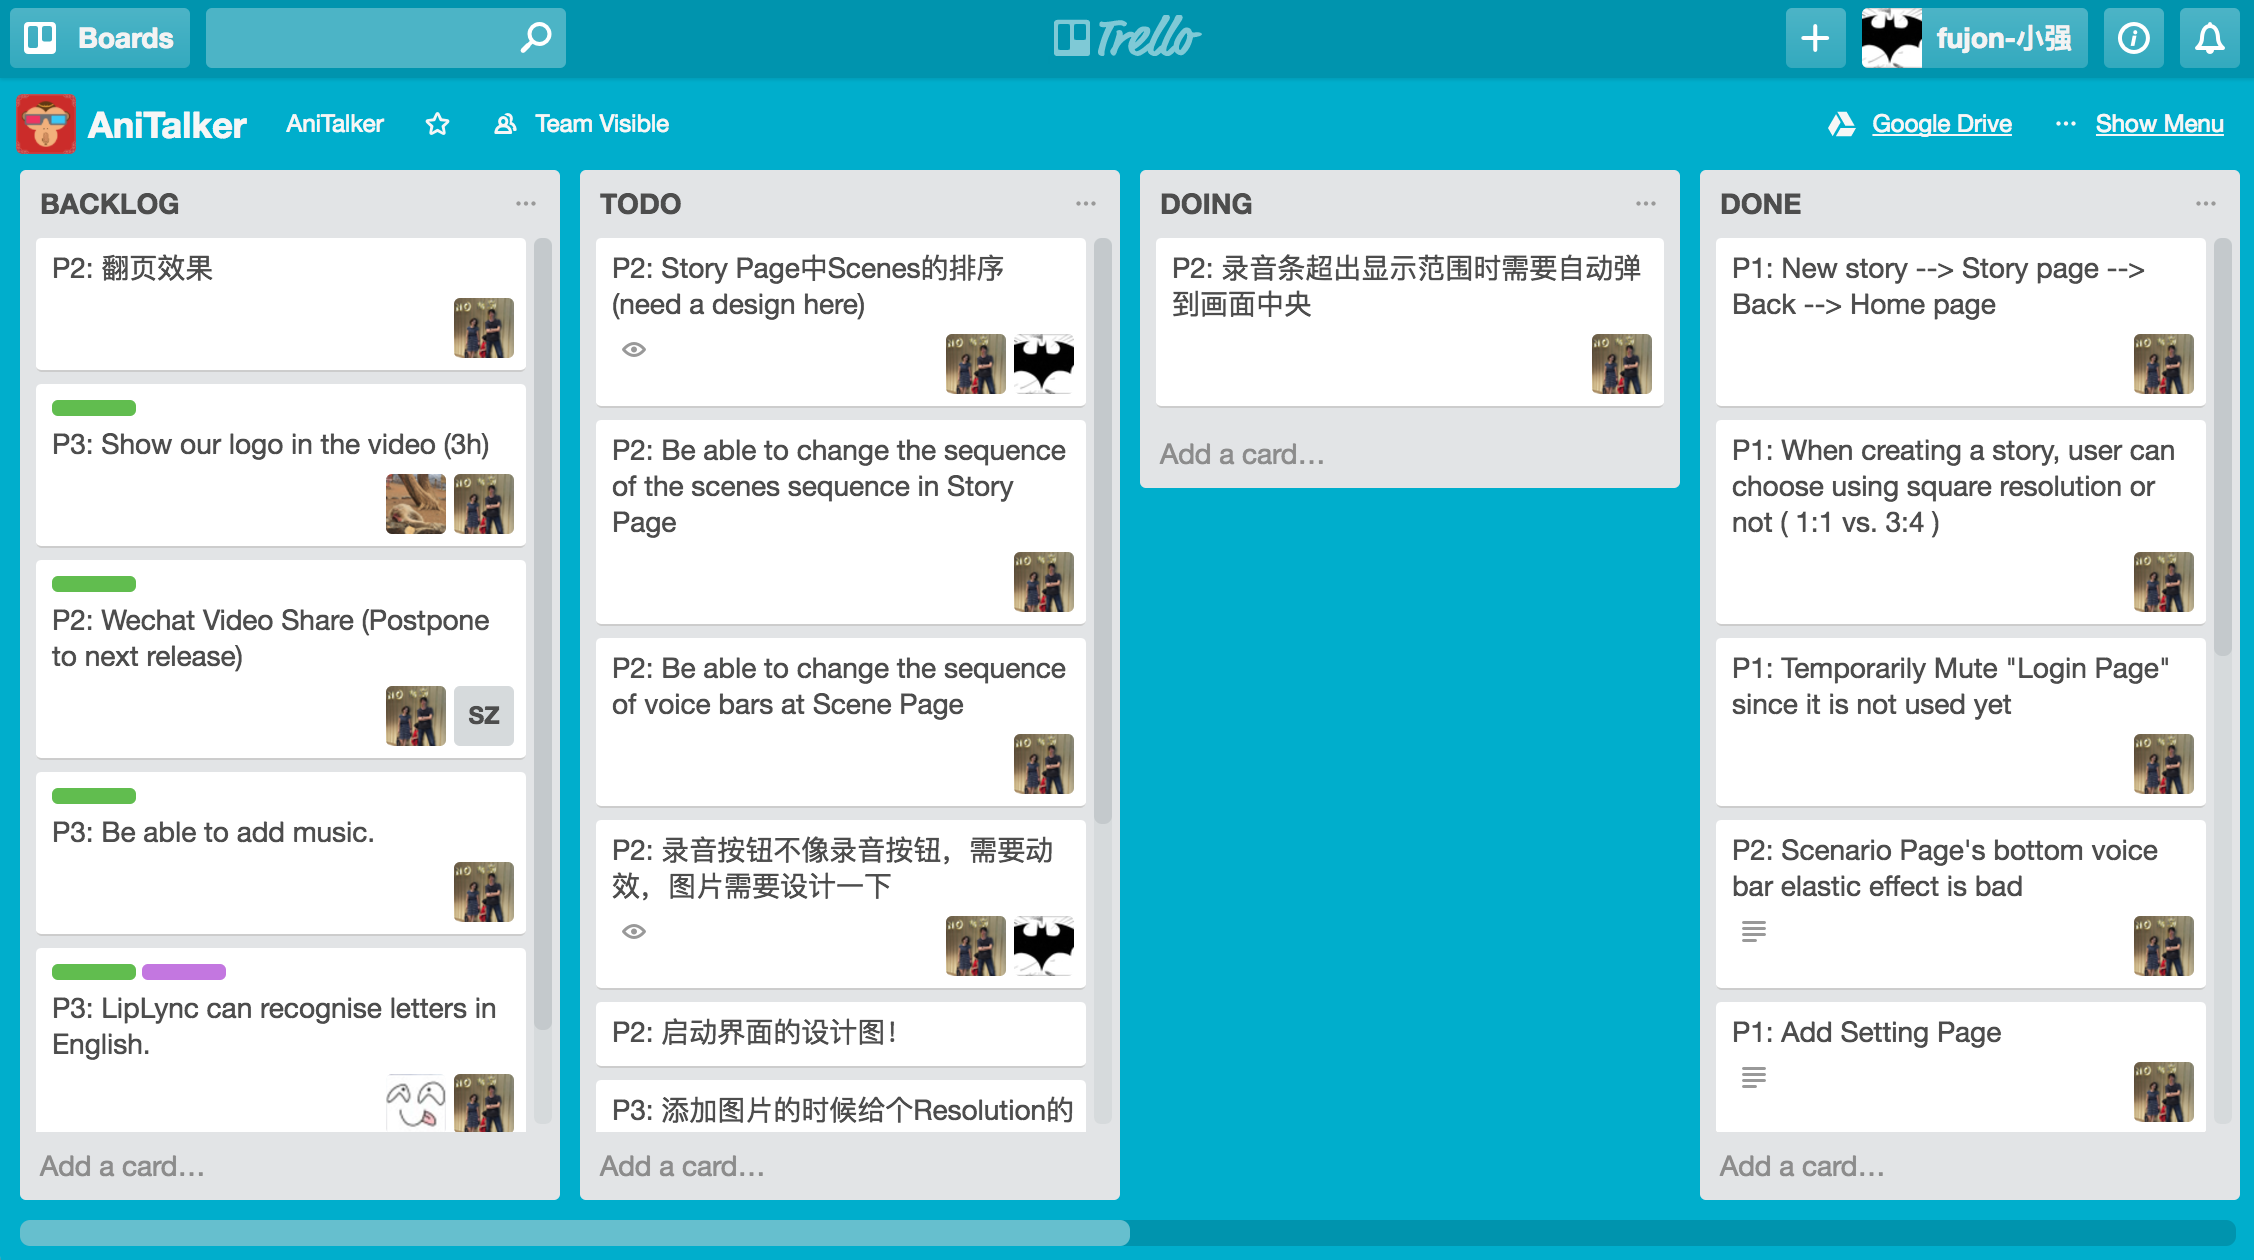 Boards
Trello
fujon-小强
AniTalker
AniTalker
Team Visible
Google Drive
Show Menu
BACKLOG
P2: 翻页效果
P3: Show our logo in the video (3h)
P2: Wechat Video Share (Postpone
to next release)
SZ
P3: Be able to add music.
P3: LipLync can recognise letters in
English.
Add a card…
TODO
P2: Story Page中Scenes的排序
(need a design here)
P2: Be able to change the sequence
of the scenes sequence in Story
Page
P2: Be able to change the sequence
of voice bars at Scene Page
P2: 录音按钮不像录音按钮，需要动
效，图片需要设计一下
P2: 启动界面的设计图！
P3: 添加图片的时候给个Resolution的
Add a card…
DOING
P2: 录音条超出显示范围时需要自动弹
到画面中央
Add a card…
DONE
P1: New story --> Story page -->
Back --> Home page
P1: When creating a story, user can
choose using square resolution or
not ( 1:1 vs. 3:4 )
P1: Temporarily Mute "Login Page"
since it is not used yet
P2: Scenario Page's bottom voice
bar elastic effect is bad
P1: Add Setting Page
Add a card…